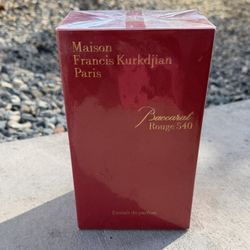 Maison
Francis Kurkdjian
Paris
Baccarat
Rouge 540
Extrait de parfum